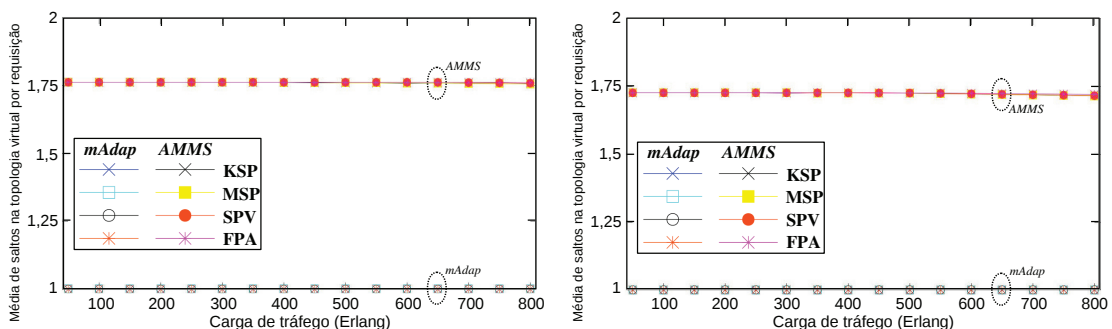 Média de saltos na topologia virtual por requisição
2
1.75
1,5
1,25
1
AMMS
mAdap AMMS
KSP
MSP
SPV
FPA
mAdap
100 200 300 400 500 600 700 800
Carga de tráfego (Erlang)
Média de saltos na topologia virtual por requisição
2
1.75
1,5
1,25
1
AMMS
mAdap AMMS
KSP
MSP
SPV
FPA
mAdap
100 200 300 400 500 600 700 800
Carga de tráfego (Erlang)